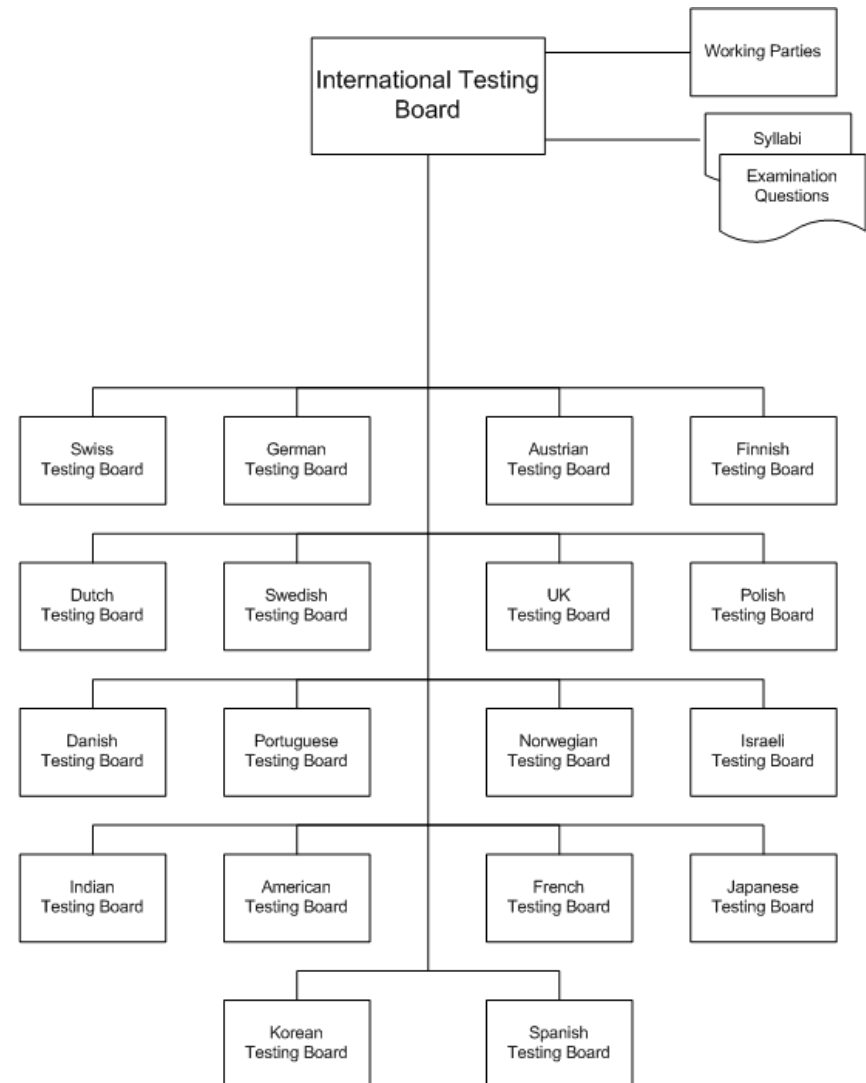 International Testing
Board
Working Parties
Syllabi
Examination
Questions
Swiss
Testing Board
German
Testing Board
Austrian
Testing Board
Finnish
Testing Board
Dutch
Testing Board
Swedish
Testing Board
UK
Testing Board
Polish
Testing Board
Danish
Testing Board
Portuguese
Testing Board
Norwegian
Testing Board
Israeli
Testing Board
Indian
Testing Board
American
Testing Board
French
Testing Board
Japanese
Testing Board
Korean
Testing Board
Spanish
Testing Board